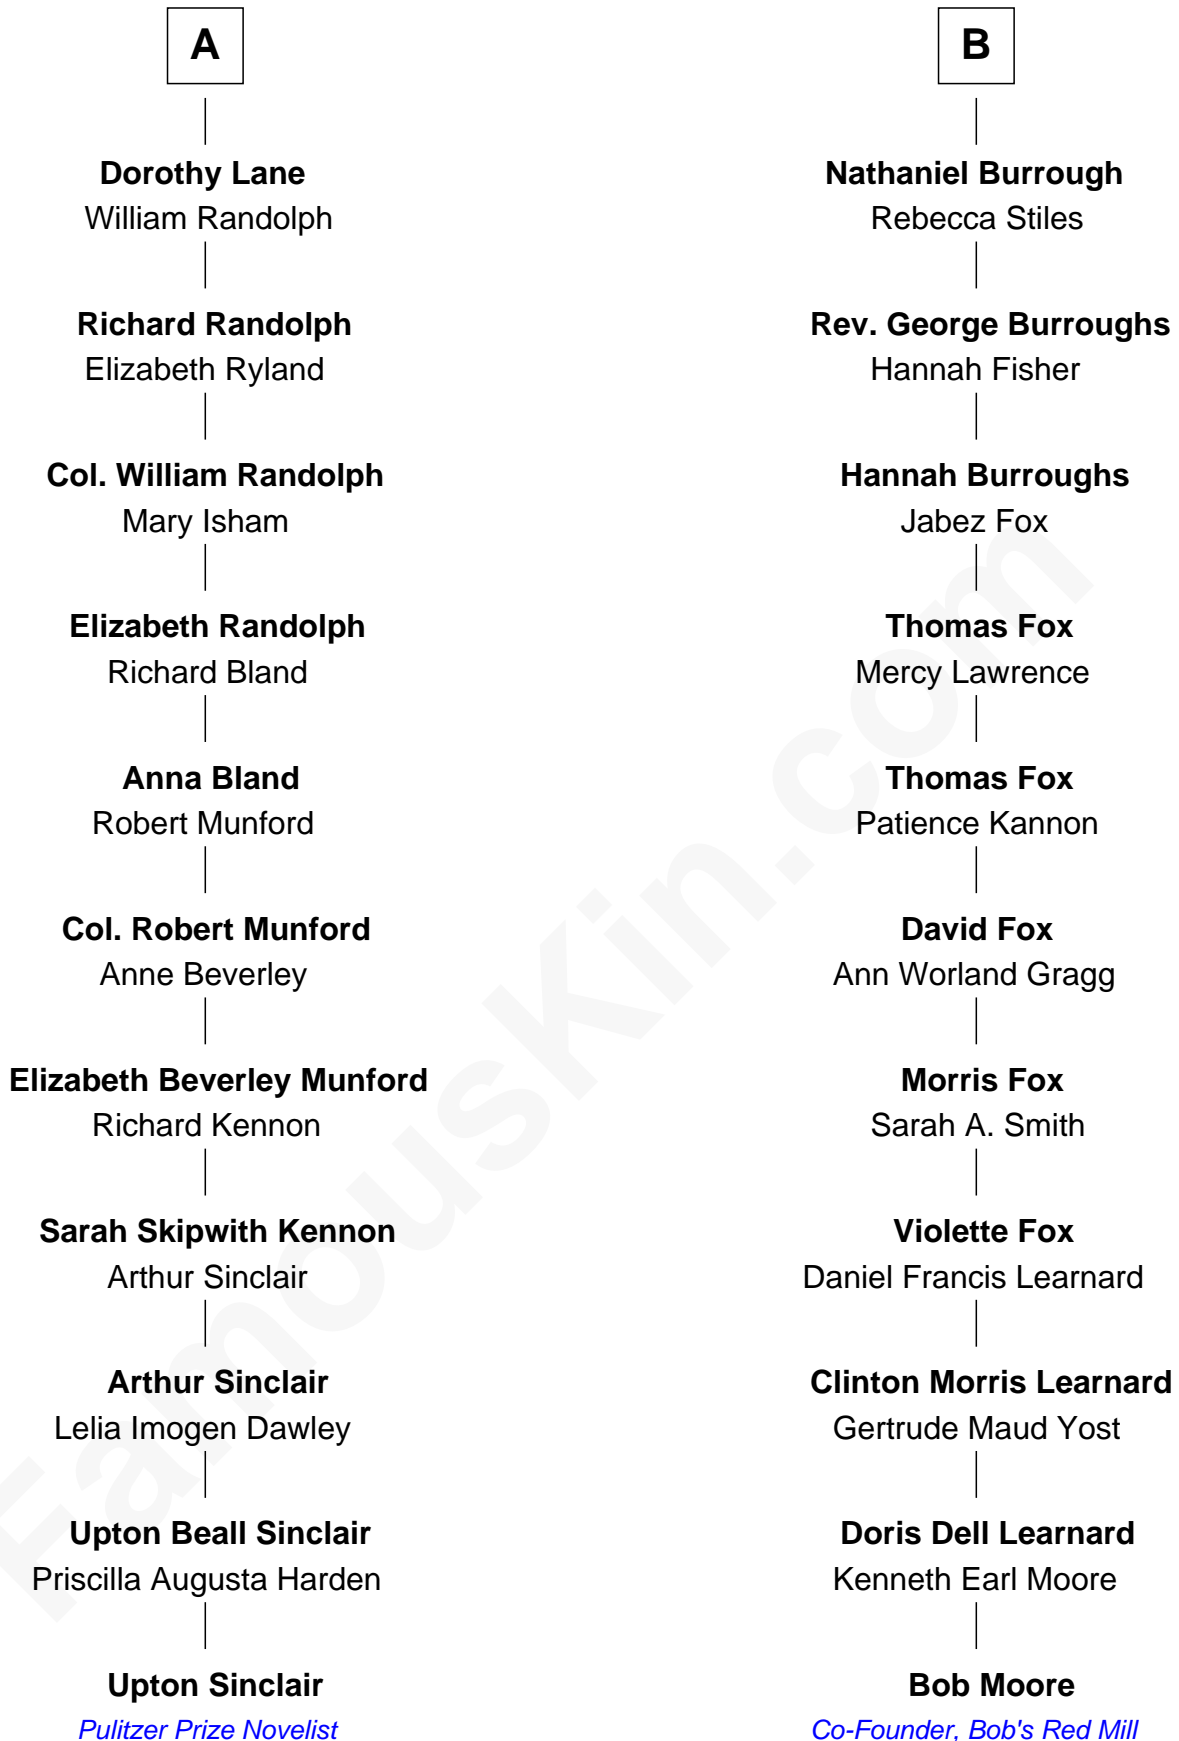 A
Dorothy Lane
William Randolph
Richard Randolph
Elizabeth Ryland
Col. William Randolph
Mary Isham
Elizabeth Randolph
Richard Bland
Anna Bland
Robert Munford
Col. Robert Munford
Anne Beverley
Elizabeth Beverley Munford
Richard Kennon
Sarah Skipwith Kennon
Arthur Sinclair
Arthur Sinclair
Lelia Imogen Dawley
Upton Beall Sinclair
Priscilla Augusta Harden
Upton Sinclair
Pulitzer Prize Novelist
B
Nathaniel Burrough
Rebecca Stiles
Rev. George Burroughs
Hannah Fisher
Hannah Burroughs
Jabez Fox
Thomas Fox
Mercy Lawrence
Thomas Fox
Patience Kannon
David Fox
Ann Worland Gragg
Morris Fox
Sarah A. Smith
Violette Fox
Daniel Francis Learnard
Clinton Morris Learnard
Gertrude Maud Yost
Doris Dell Learnard
Kenneth Earl Moore
Bob Moore
Co-Founder, Bob's Red Mill
FamousKin.com